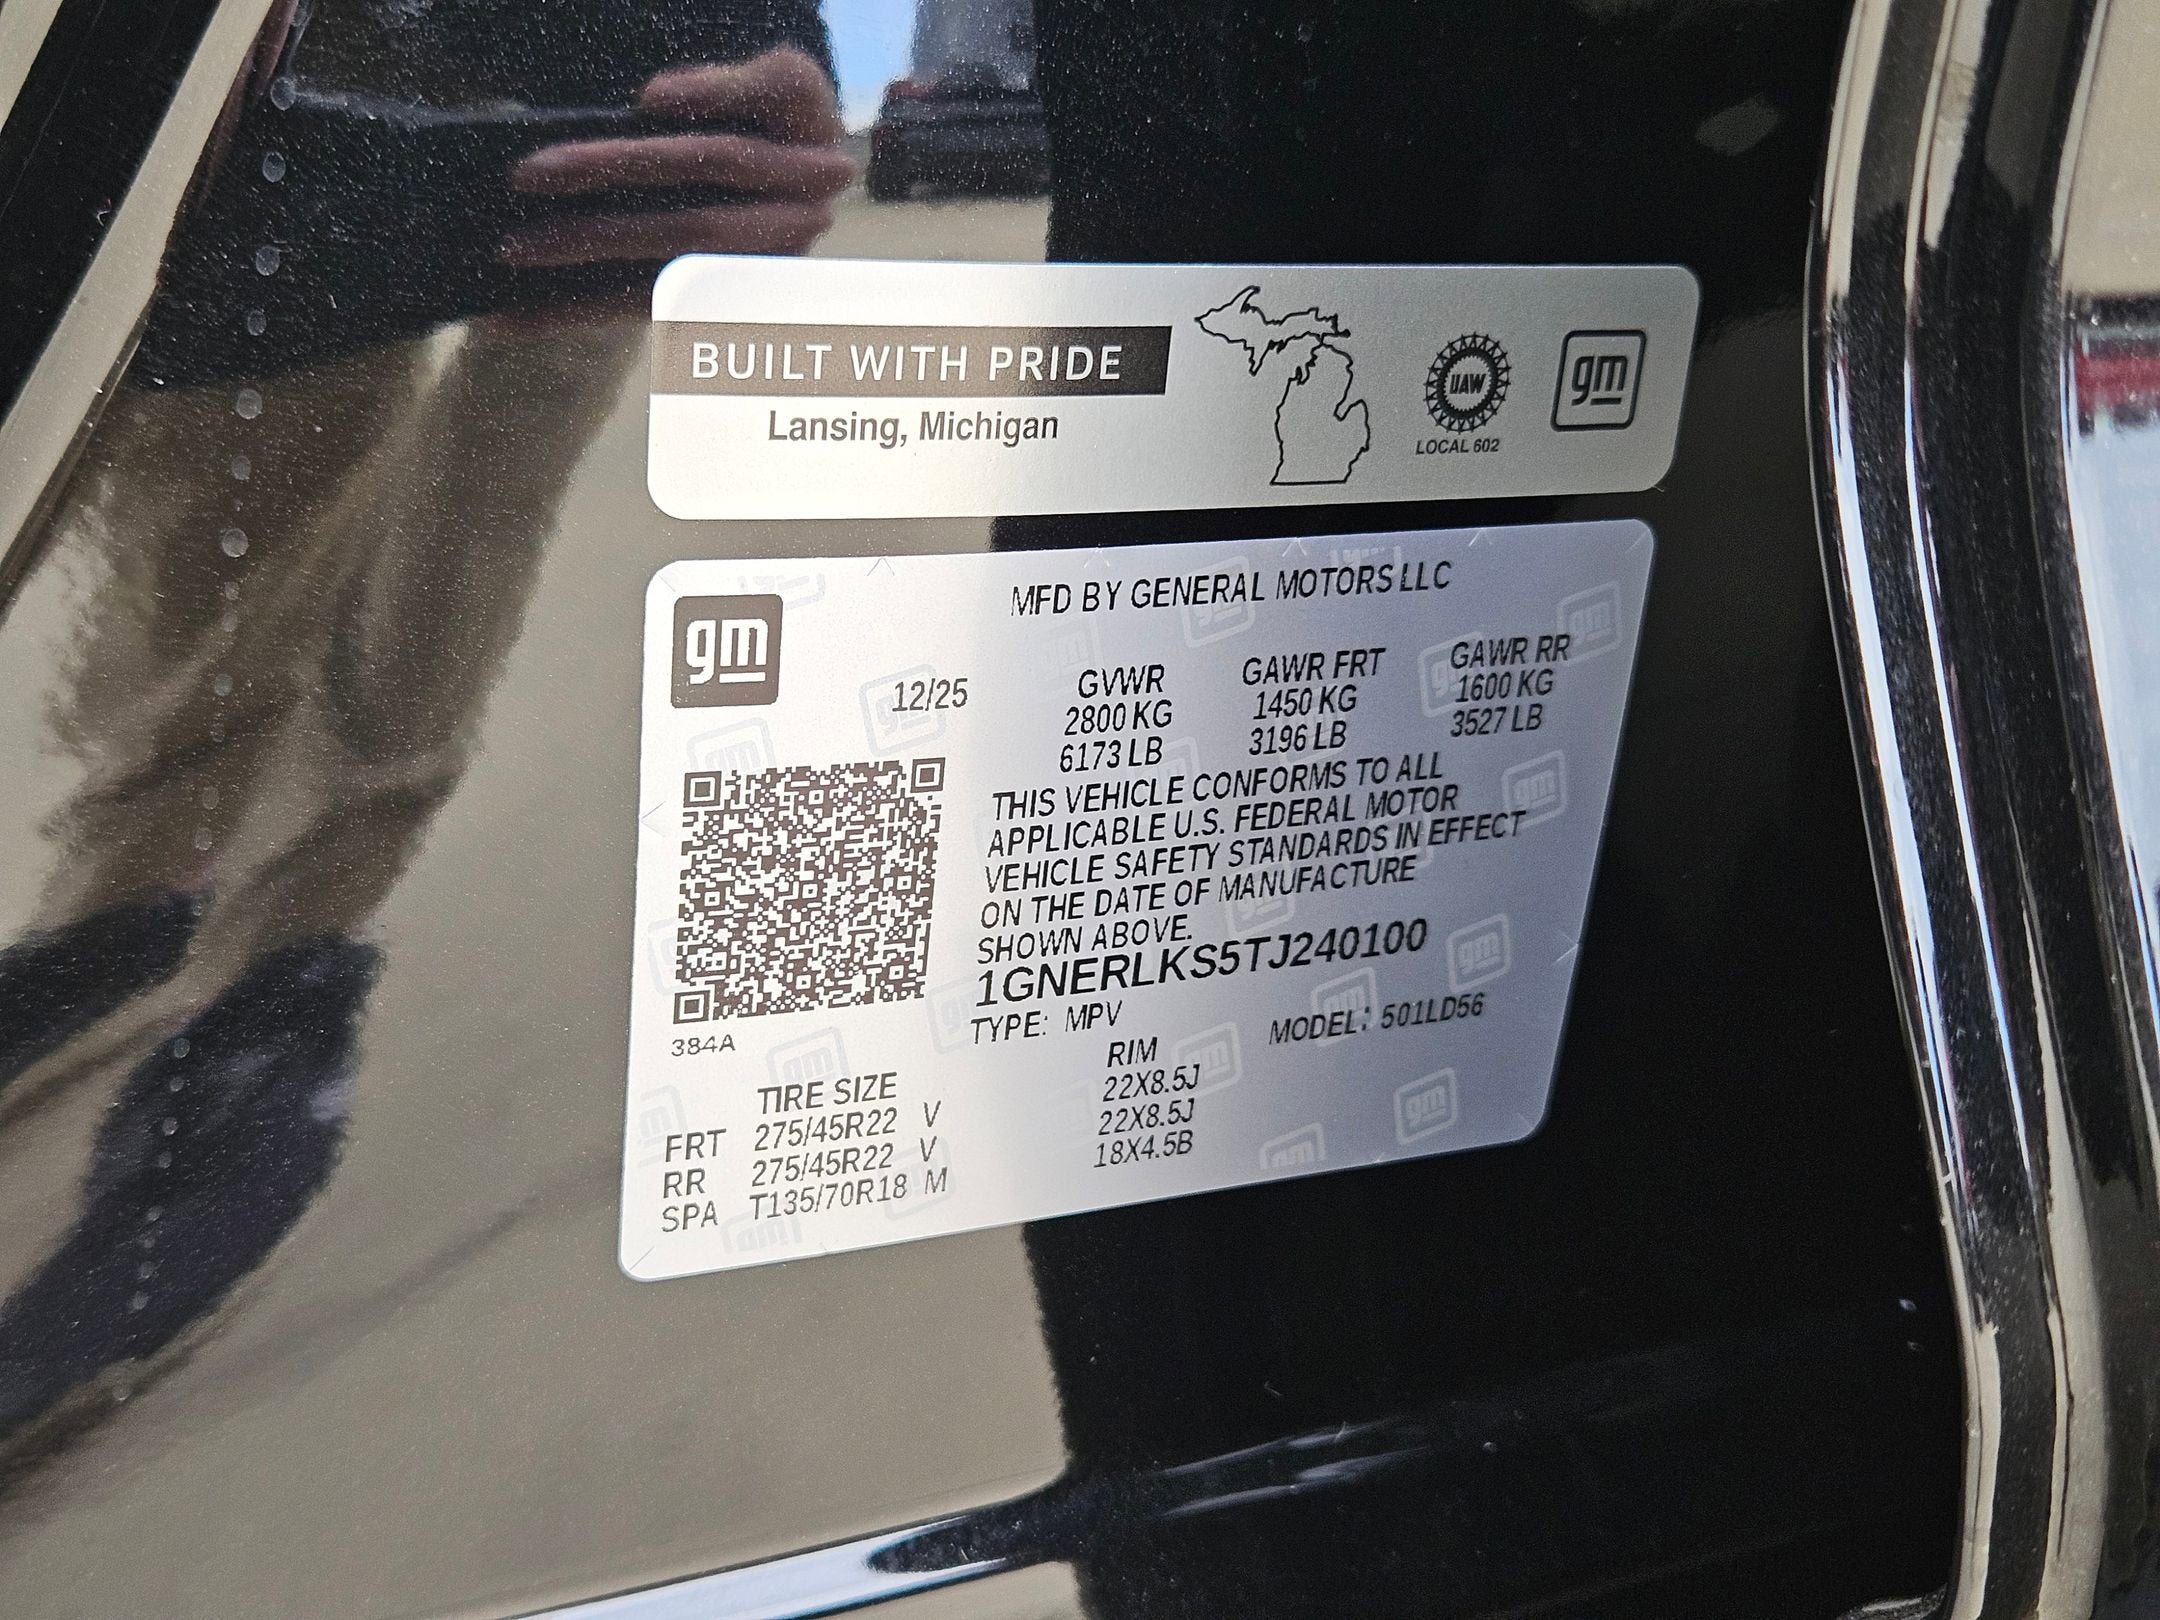 BUILT WITH PRIDE
Lansing, Michigan
UAW
LOCAL 602
gm
gm
MFD BY GENERAL MOTORS LLC
12/25
GVWR GAWR FRT GAWR RR
2800 KG 1450 KG 1600 KG
6173 LB 3196 LB 3527 LB
THIS VEHICLE CONFORMS TO ALL
APPLICABLE U.S. FEDERAL MOTOR
VEHICLE SAFETY STANDARDS IN EFFECT
ON THE DATE OF MANUFACTURE
SHOWN ABOVE.
1GNERLKS5TJ240100
TYPE: MPV MODEL: 501LD56
384A
TIRE SIZE RIM
FRT 275/45R22 V 22X8.5J
RR 275/45R22 V 22X8.5J
SPA T135/70R18 M 18X4.5B